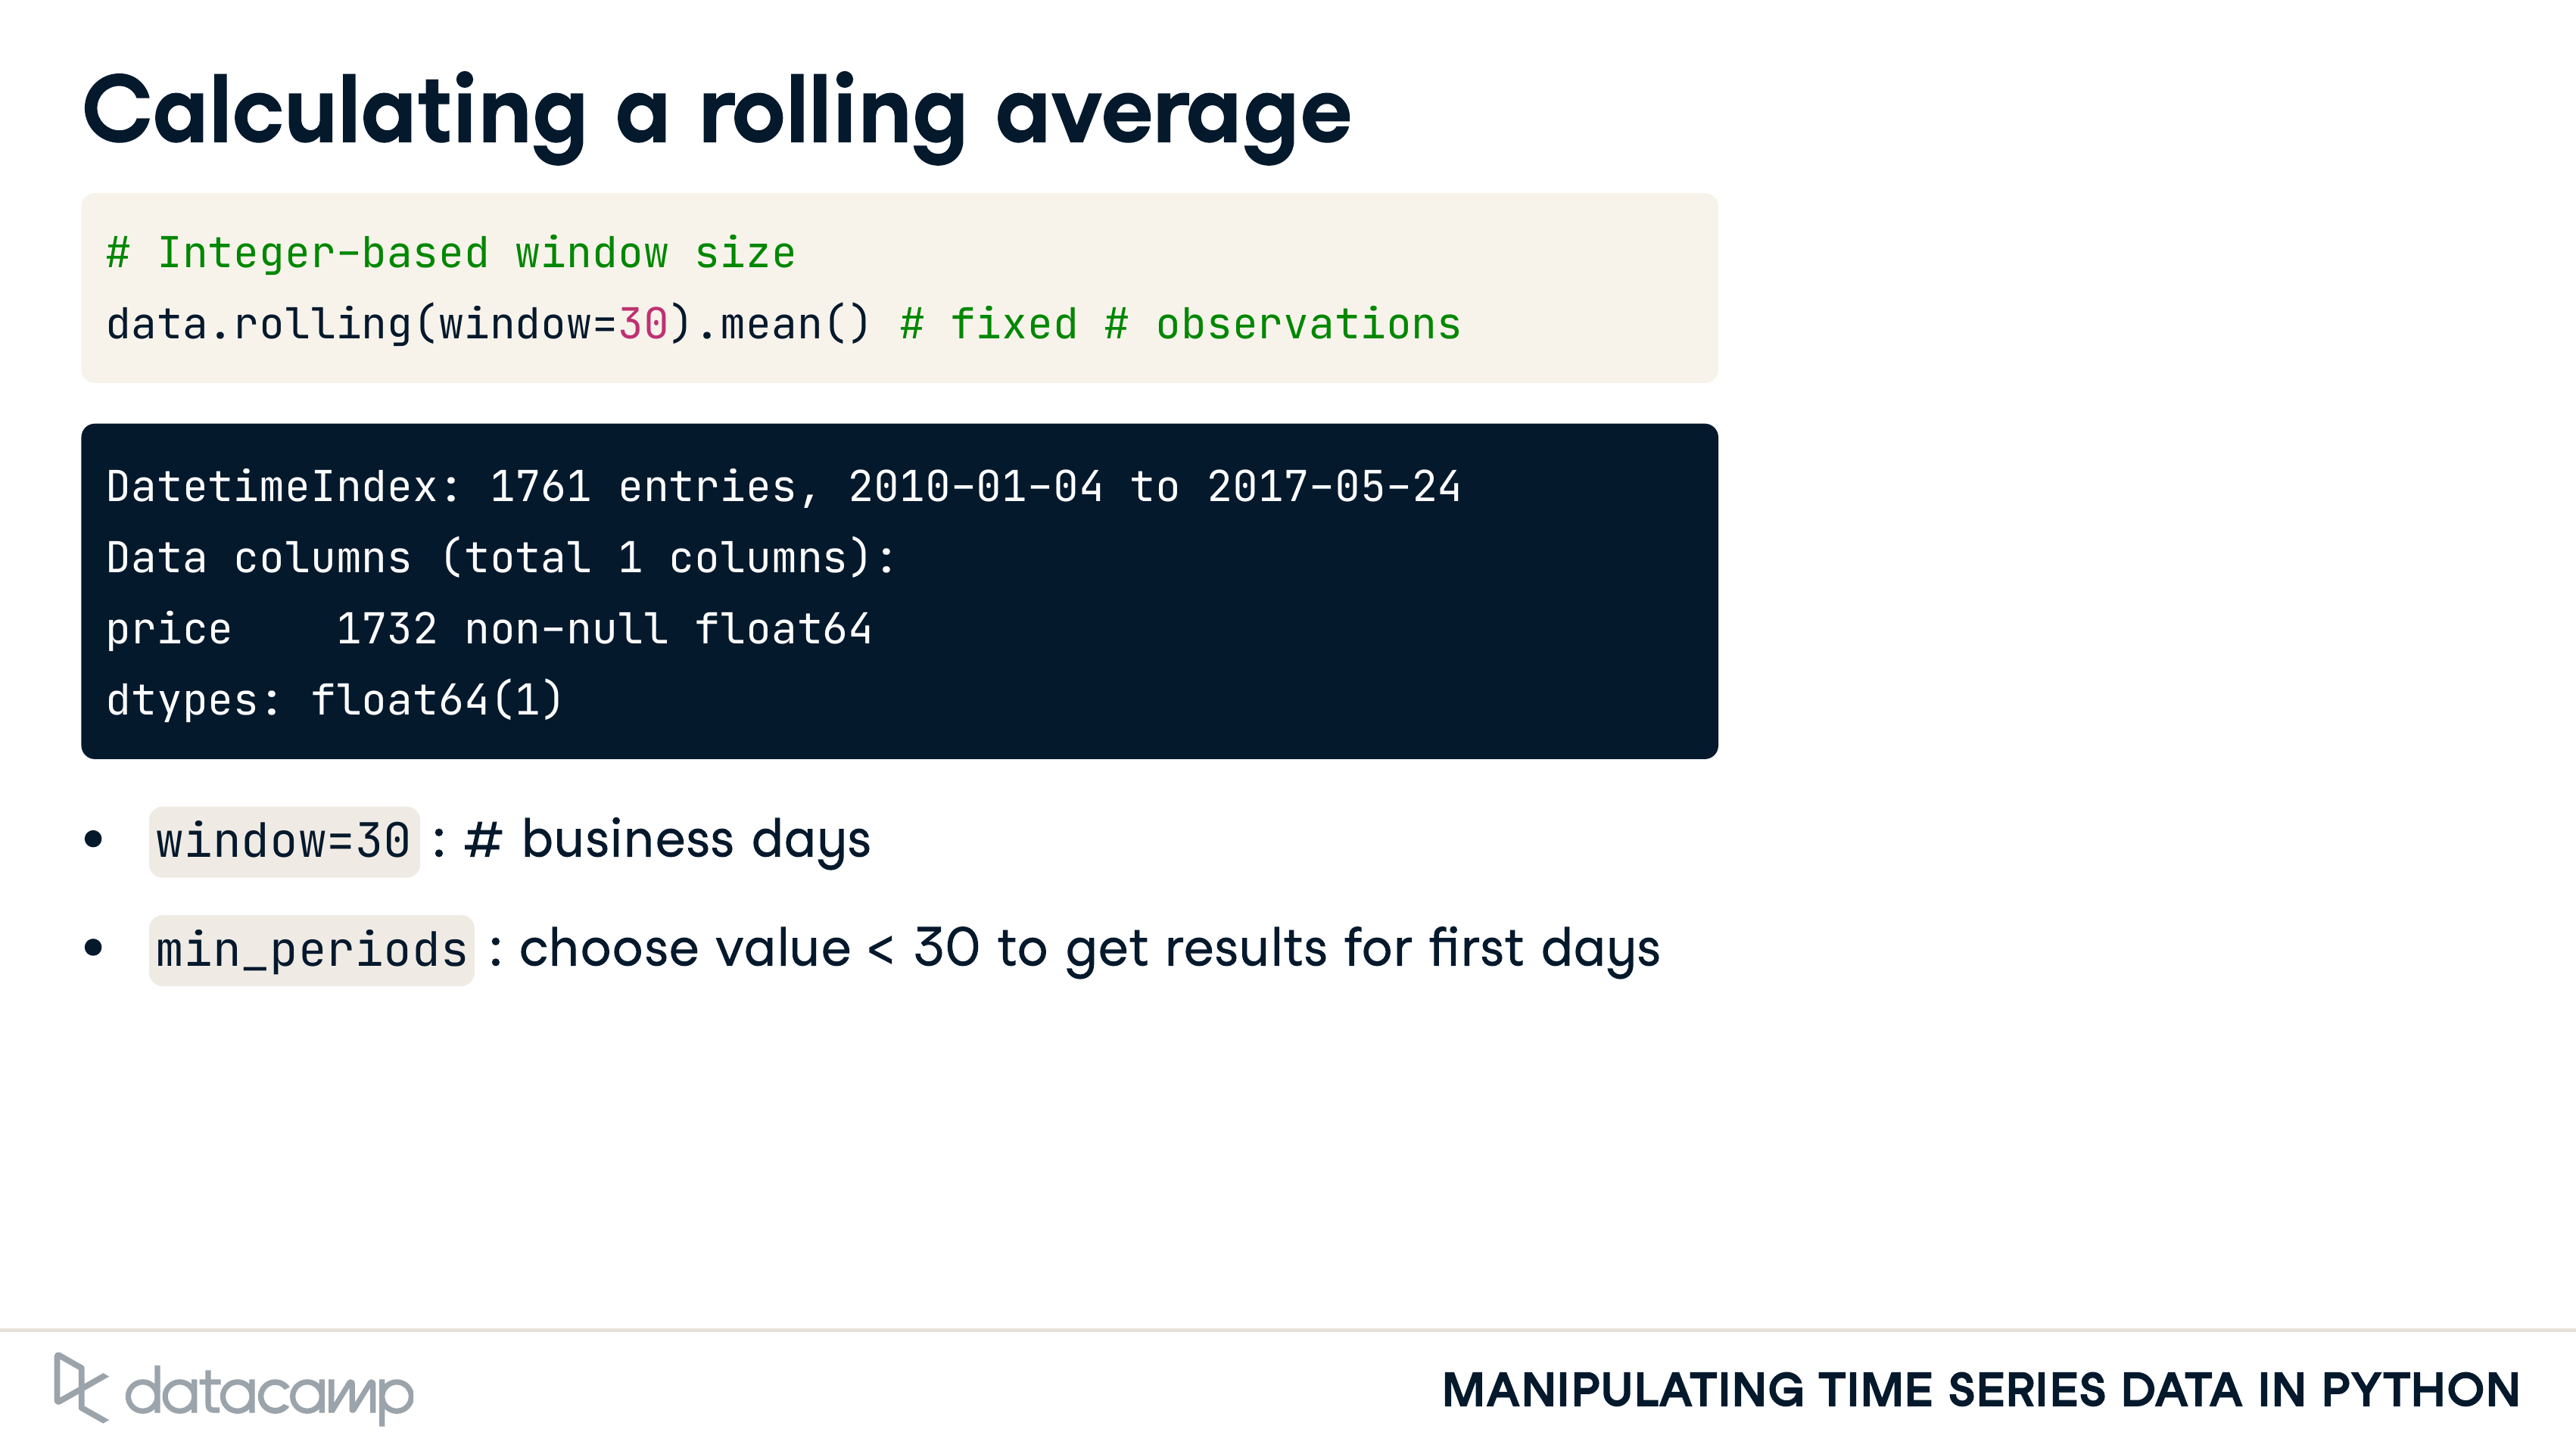 Calculating a rolling average
# Integer-based window size
data.rolling(window=30).mean() # fixed # observations
DatetimeIndex: 1761 entries, 2010-01-04 to 2017-05-24
Data columns (total 1 columns):
price    1732 non-null float64
dtypes: float64(1)
• window=30 : # business days
• min_periods : choose value < 30 to get results for first days
datacamp
MANIPULATING TIME SERIES DATA IN PYTHON